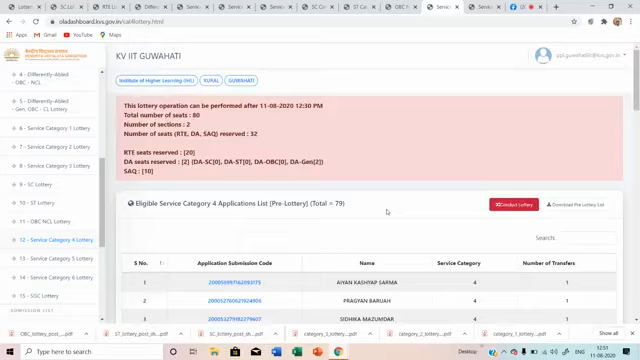 oladashboard.kvs.gov.in/cat4lottery.html
Apps
Gmail
YouTube
Maps
KENDRIYA VIDYALAYA SANGATHAN
KV IIT GUWAHATI
Institute of Higher Learning (IHL)
RURAL
GUWAHATI
4 - Differently-Abled
OBC - NCL
5 - Differently-Abled
Gen, OBC - CL Lottery
6 - Service Category 1 Lottery
7 - Service Category 2 Lottery
8 - Service Category 3 Lottery
9 - SC Lottery
10 - ST Lottery
11 - OBC NCL Lottery
12 - Service Category 4 Lottery
13 - Service Category 5 Lottery
14 - Service Category 6 Lottery
15 - SGC Lottery
ADMISSION LIST
This lottery operation can be performed after 11-08-2020 12:30 PM
Total number of seats : 80
Number of sections : 2
Number of seats (RTE, DA, SAQ) reserved : 32
RTE seats reserved : [20]
DA seats reserved : [2] (DA-SC[0], DA-ST[0], DA-OBC[0], DA-Gen[2])
SAQ : [10]
Eligible Service Category 4 Applications List [Pre-Lottery] (Total = 79)
Conduct Lottery
Download Pre Lottery List
Search:
S No.
Application Submission Code
Name
Service Category
Number of Transfers
1
AIYAN KASHYAP SARMA
4
1
2
PRAGYAN BARUAH
4
1
3
SIDHIKA MAZUMDAR
4
1
OBC_lottery_post_....pdf
ST_lottery_post_dh....pdf
SC_lottery_post_dh....pdf
category_3_lottery....pdf
category_2_lottery....pdf
category_1_lottery....pdf
Show all
Type here to search
Desktop
12:51
11-08-2020